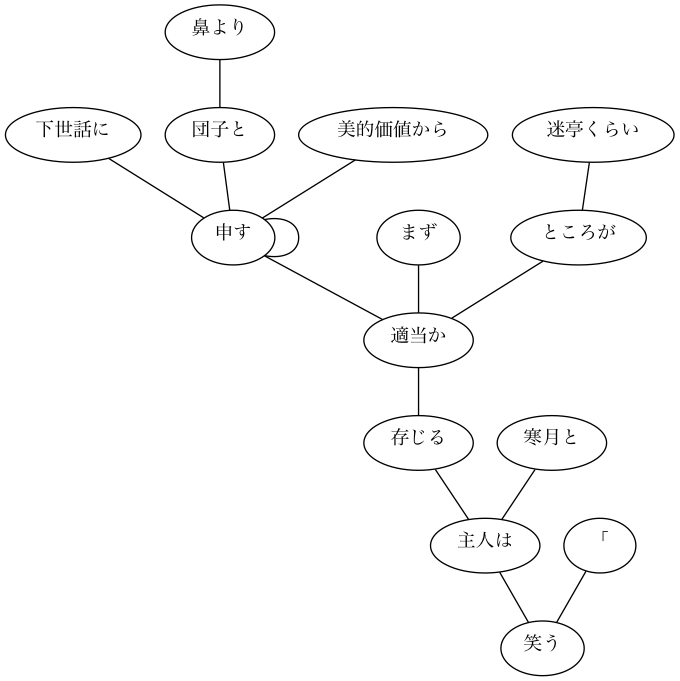 鼻より
下世話に
団子と
美的価値から
迷亭くらい
申す
まず
ところが
適当か
存じる
寒月と
主人は
「
笑う